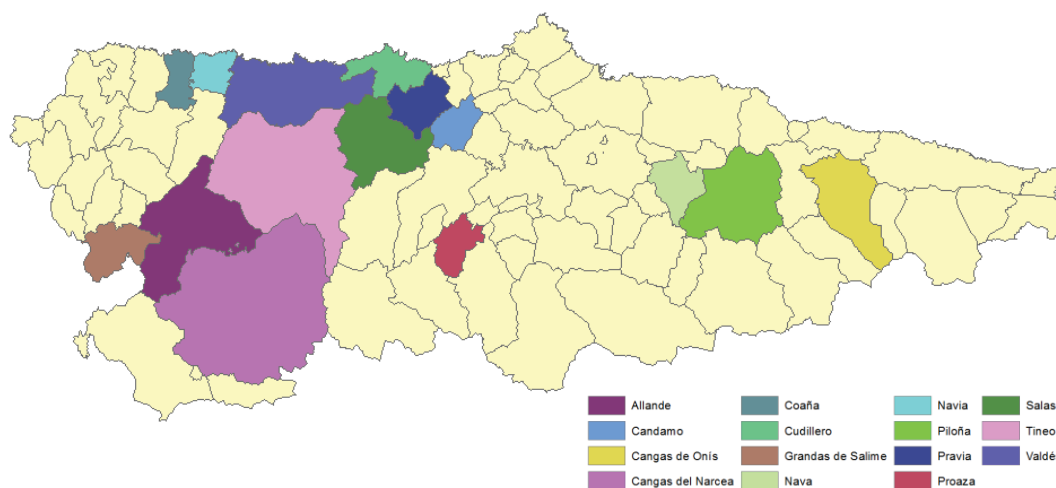 Allande
Candamo
Cangas de Onís
Cangas del Narcea
Coaña
Cudillero
Grandas de Salime
Nava
Navia
Piloña
Pravia
Proaza
Salas
Tineo
Valdé